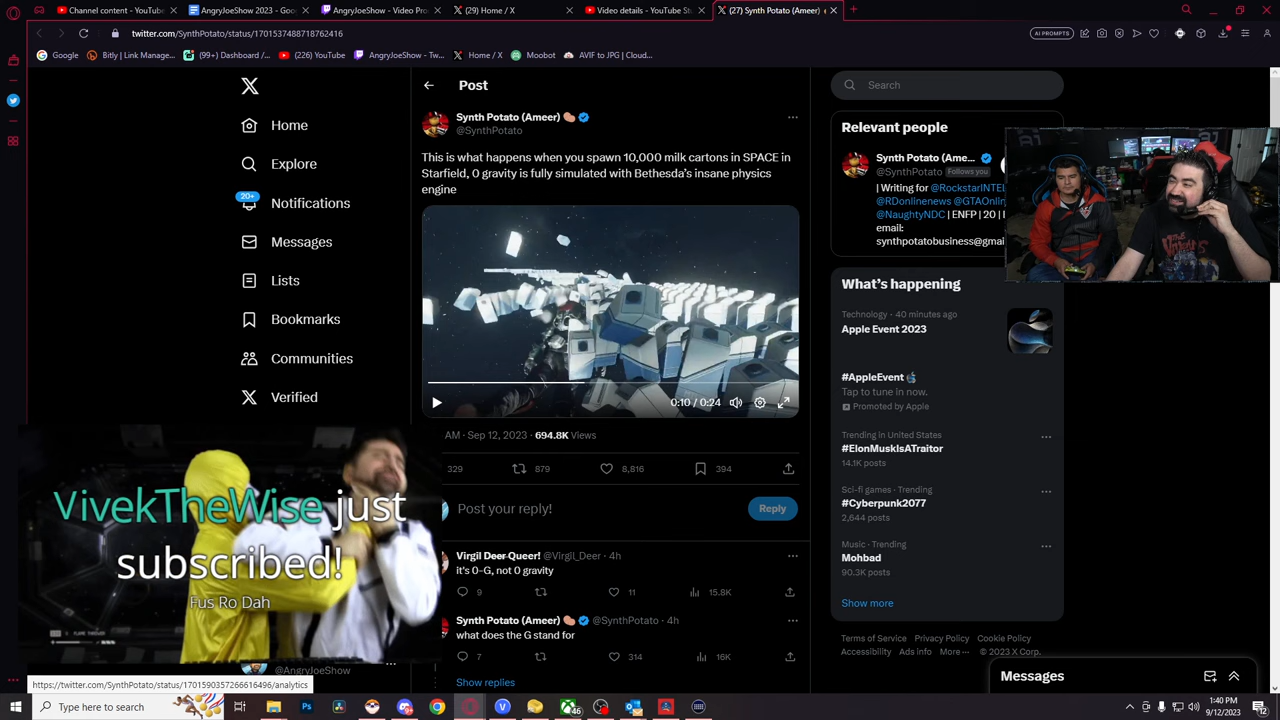 Channel content - YouTube
AngryJoeShow 2023 - Goo
AngryJoeShow - Video Pro
(29) Home / X
Video details - YouTube St
(27) Synth Potato (Ameer)
twitter.com/SynthPotato/status/1701537488718762416
AI PROMPTS
Google
Bitly | Link Manage...
(99+) Dashboard /...
(226) YouTube
AngryJoeShow - Tw...
Home / X
Moobot
AVIF to JPG | Cloud...
Home
Explore
20+
Notifications
Messages
Lists
Bookmarks
Communities
Verified
@AngryJoeShow
Post
Synth Potato (Ameer)
@SynthPotato
This is what happens when you spawn 10,000 milk cartons in SPACE in
Starfield, 0 gravity is fully simulated with Bethesda's insane physics
engine
0:10 / 0:24
AM · Sep 12, 2023 · 694.8K Views
329
879
8,816
394
Post your reply!
Reply
Virgil Deer Queer! @Virgil_Deer · 4h
it's 0-G, not 0 gravity
9
11
15.8K
Synth Potato (Ameer) @SynthPotato · 4h
what does the G stand for
7
314
16K
Show replies
Search
Relevant people
Synth Potato (Ame...
@SynthPotato Follows you
| Writing for @RockstarINTEL
@RDonlinenews @GTAOnlin
@NaughtyNDC | ENFP | 20 |
email:
synthpotatobusiness@gmai
What's happening
Technology · 40 minutes ago
Apple Event 2023
#AppleEvent
Tap to tune in now.
Promoted by Apple
Trending in United States
#ElonMuskIsATraitor
14.1K posts
Sci-fi games · Trending
#Cyberpunk2077
2,644 posts
Music · Trending
Mohbad
90.3K posts
Show more
Terms of Service Privacy Policy Cookie Policy
Accessibility Ads info More ··· © 2023 X Corp.
Messages
VivekTheWise just
subscribed!
Fus Ro Dah
https://twitter.com/SynthPotato/status/1701590357266616496/analytics
Type here to search
45
1:40 PM
9/12/2023